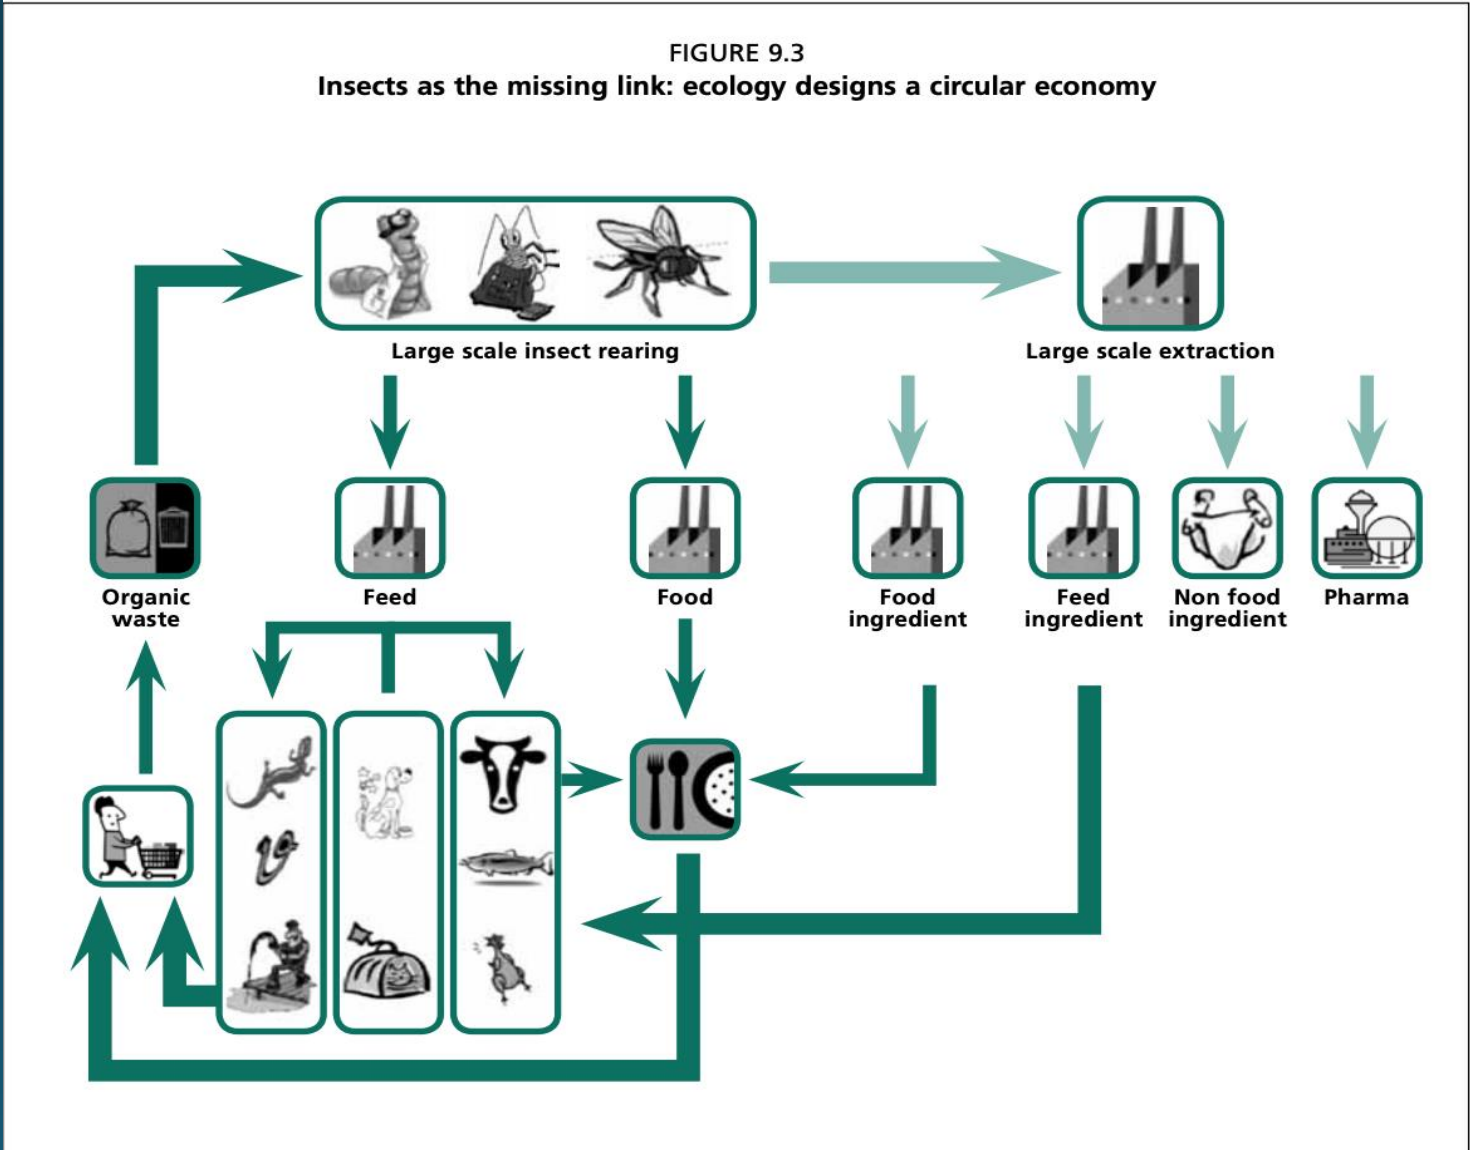 FIGURE 9.3
Insects as the missing link: ecology designs a circular economy
Large scale insect rearing
Large scale extraction
Organic
waste
Feed
Food
Food
ingredient
Feed
ingredient
Non food
ingredient
Pharma